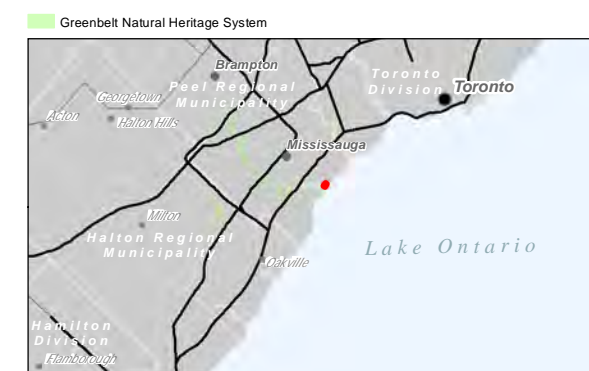 Greenbelt Natural Heritage System
Brampton
Toronto
Division
Peel Regional
Municipality
Toronto
Georgetown
Acton
Halton Hills
Mississauga
Milton
Halton Regional
Municipality
Lake Ontario
Oakville
Hamilton
Division
Flamborough